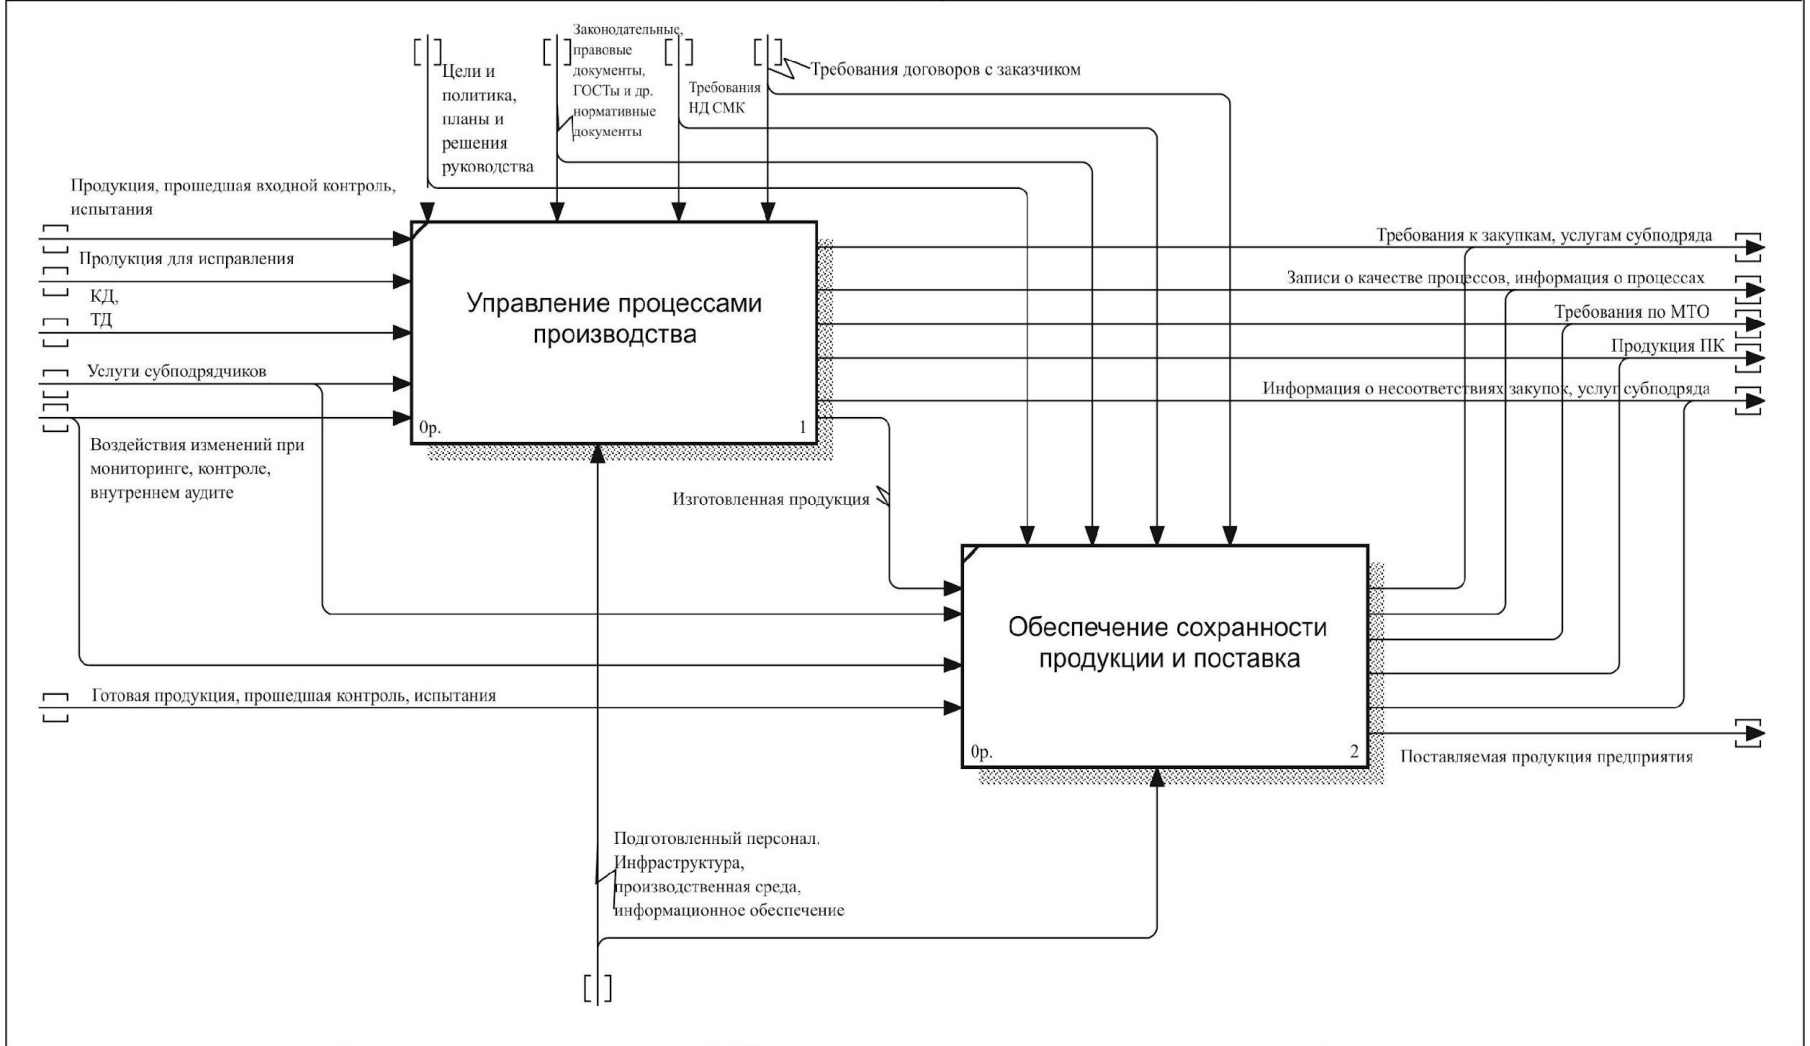 Законодательные,
правовые
документы,
ГОСТы и др.
нормативные
документы
Цели и
политика,
планы и
решения
руководства
Требования
НД СМК
Требования договоров с заказчиком
Продукция, прошедшая входной контроль,
испытания
Продукция для исправления
КД,
ТД
Услуги субподрядчиков
Воздействия изменений при
мониторинге, контроле,
внутреннем аудите
Управление процессами
производства
0р.
1
Требования к закупкам, услугам субподряда
Записи о качестве процессов, информация о процессах
Требования по МТО
Продукция ПК
Информация о несоответствиях закупок, услуг субподряда
Изготовленная продукция
Обеспечение сохранности
продукции и поставка
0р.
2
Готовая продукция, прошедшая контроль, испытания
Поставляемая продукция предприятия
Подготовленный персонал.
Инфраструктура,
производственная среда,
информационное обеспечение